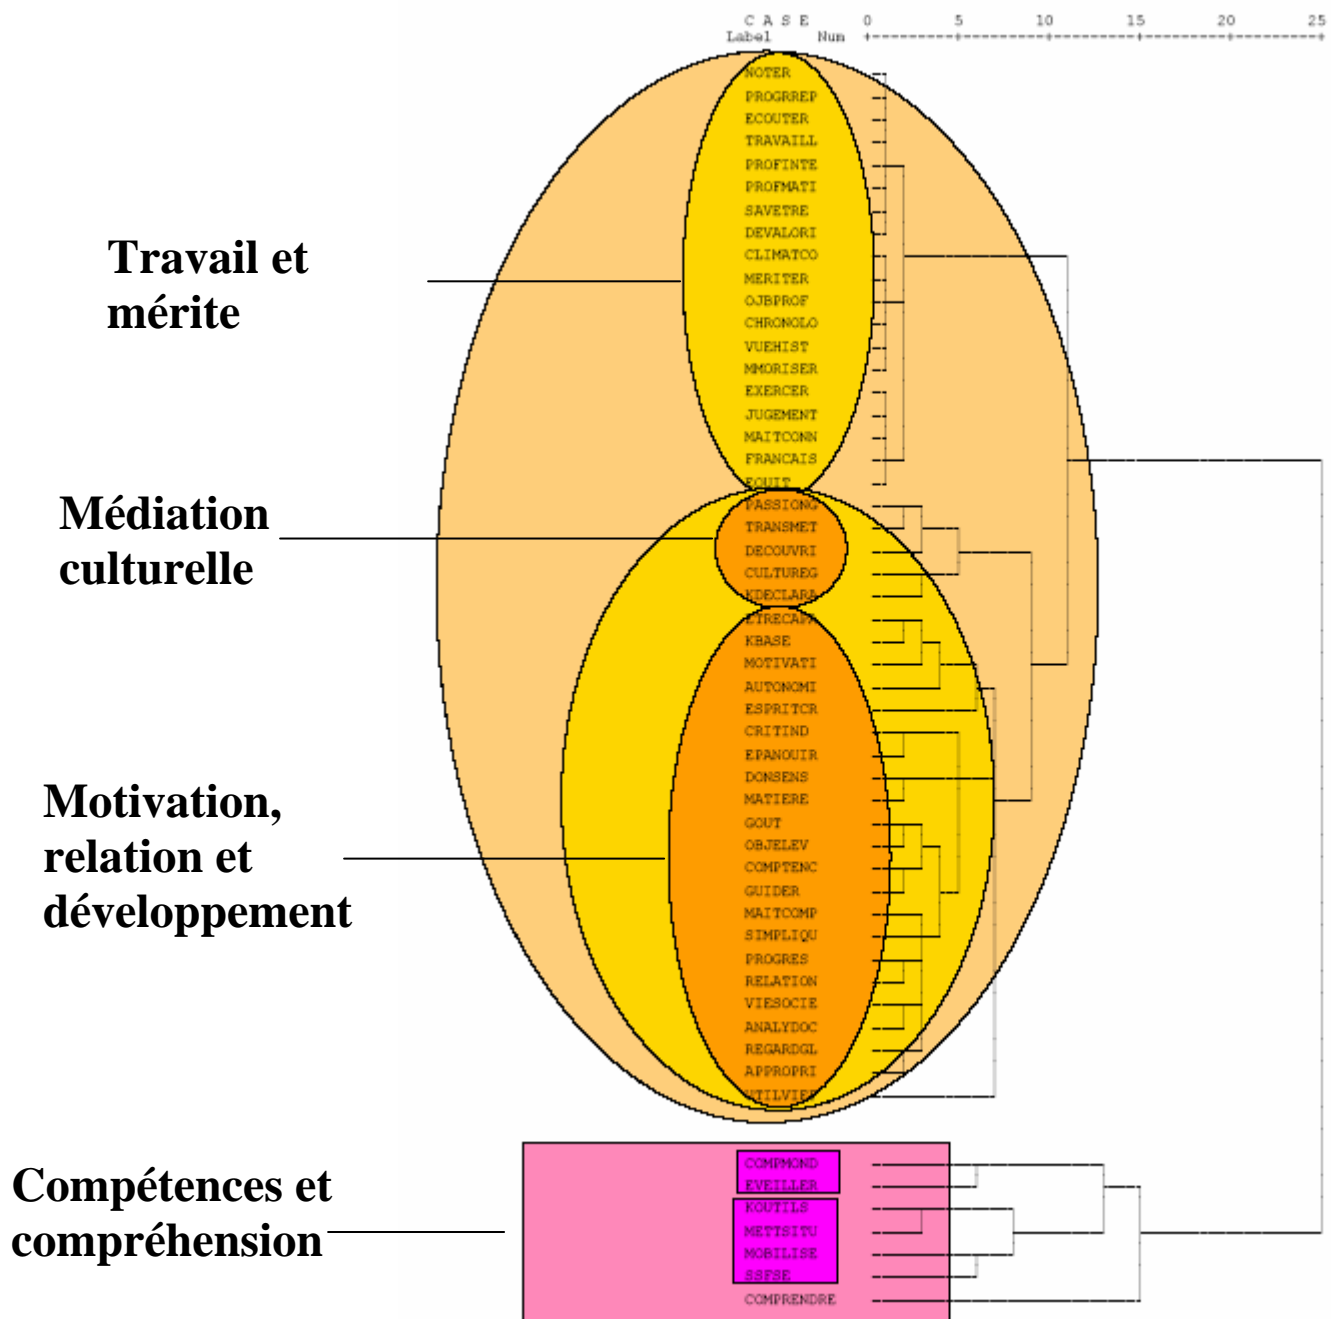 C A S E 0 5 10 15 20 25
Label Num
NOTER
PROGRREP
ECOUTER
TRAVAILL
PROFINTE
PROFMATI
SAVETRE
DEVALORI
CLIMATCO
MERITER
OJBPROF
CHRONOLO
VUEHIST
MMORISER
EXERCER
JUGEMENT
MAITCONN
FRANCAIS
EQUIT
PASSIONG
TRANSMET
DECOUVRI
CULTUREG
KDECLARA
ETRECAPA
KBASE
MOTIVATI
AUTONOMI
ESPRITCR
CRITIND
EPANOUIR
DONSENS
MATIERE
GOUT
OBJELEV
COMPTENC
GUIDER
MAITCOMP
SIMPLIQU
PROGRES
RELATION
VIESOCIE
ANALYDOC
REGARDGL
APPROPRI
UTILVIEP
COMPMOND
EVEILLER
KOUTILS
METTSITU
MOBILISE
SSFSE
COMPRENDRE
Travail et
mérite
Médiation
culturelle
Motivation,
relation et
développement
Compétences et
compréhension